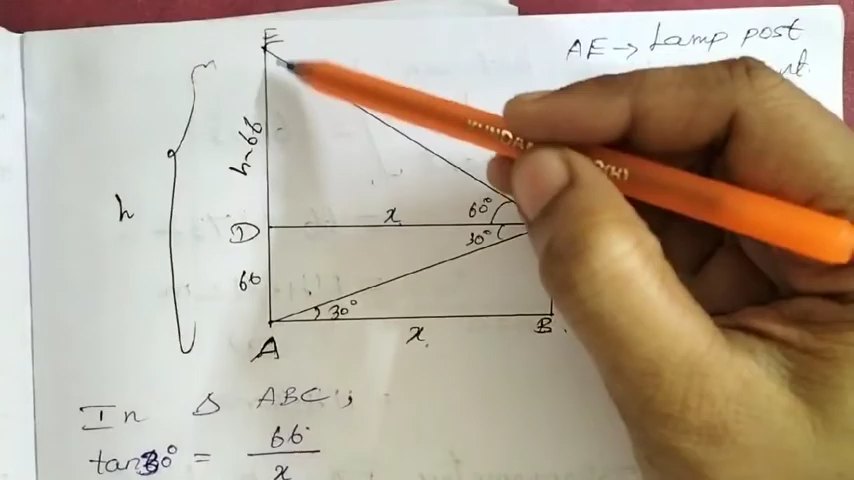 E
AE → Lamp post
h-66
h
x
60°
D
30°
66
30°
A
x
B
In Δ ABC,
tan30° = 66
x